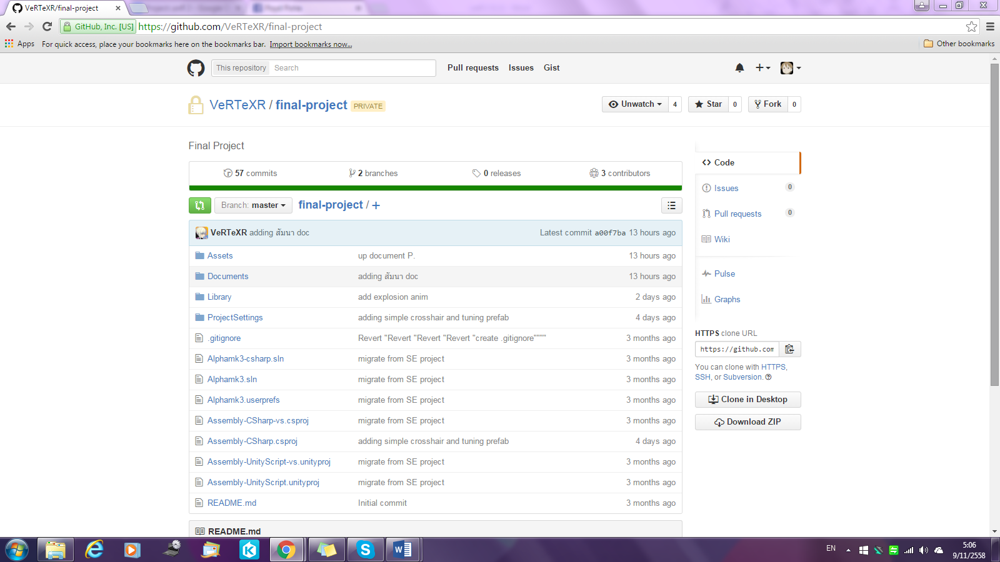 VeRTeXR/final-project
GitHub, Inc. [US] https://github.com/VeRTeXR/final-project
Apps For quick access, place your bookmarks here on the bookmarks bar. Import bookmarks now... Other bookmarks
This repository Search Pull requests Issues Gist
VeRTeXR / final-project PRIVATE Unwatch 4 Star 0 Fork 0
Final Project
57 commits 2 branches 0 releases 3 contributors
Branch: master final-project / +
VeRTeXR adding สัมนา doc Latest commit a00f7ba 13 hours ago
Assets up document P. 13 hours ago
Documents adding สัมนา doc 13 hours ago
Library add explosion anim 2 days ago
ProjectSettings adding simple crosshair and tuning prefab 4 days ago
.gitignore Revert "Revert "Revert "Revert "create .gitignore"""" 3 months ago
Alphamk3-csharp.sln migrate from SE project 3 months ago
Alphamk3.sln migrate from SE project 3 months ago
Alphamk3.userprefs migrate from SE project 3 months ago
Assembly-CSharp-vs.csproj migrate from SE project 3 months ago
Assembly-CSharp.csproj adding simple crosshair and tuning prefab 4 days ago
Assembly-UnityScript-vs.unityproj migrate from SE project 3 months ago
Assembly-UnityScript.unityproj migrate from SE project 3 months ago
README.md Initial commit 3 months ago
README.md
Code
Issues 0
Pull requests 0
Wiki
Pulse
Graphs
HTTPS clone URL
https://github.com
You can clone with HTTPS,
SSH, or Subversion.
Clone in Desktop
Download ZIP
EN 5:06
9/11/2558